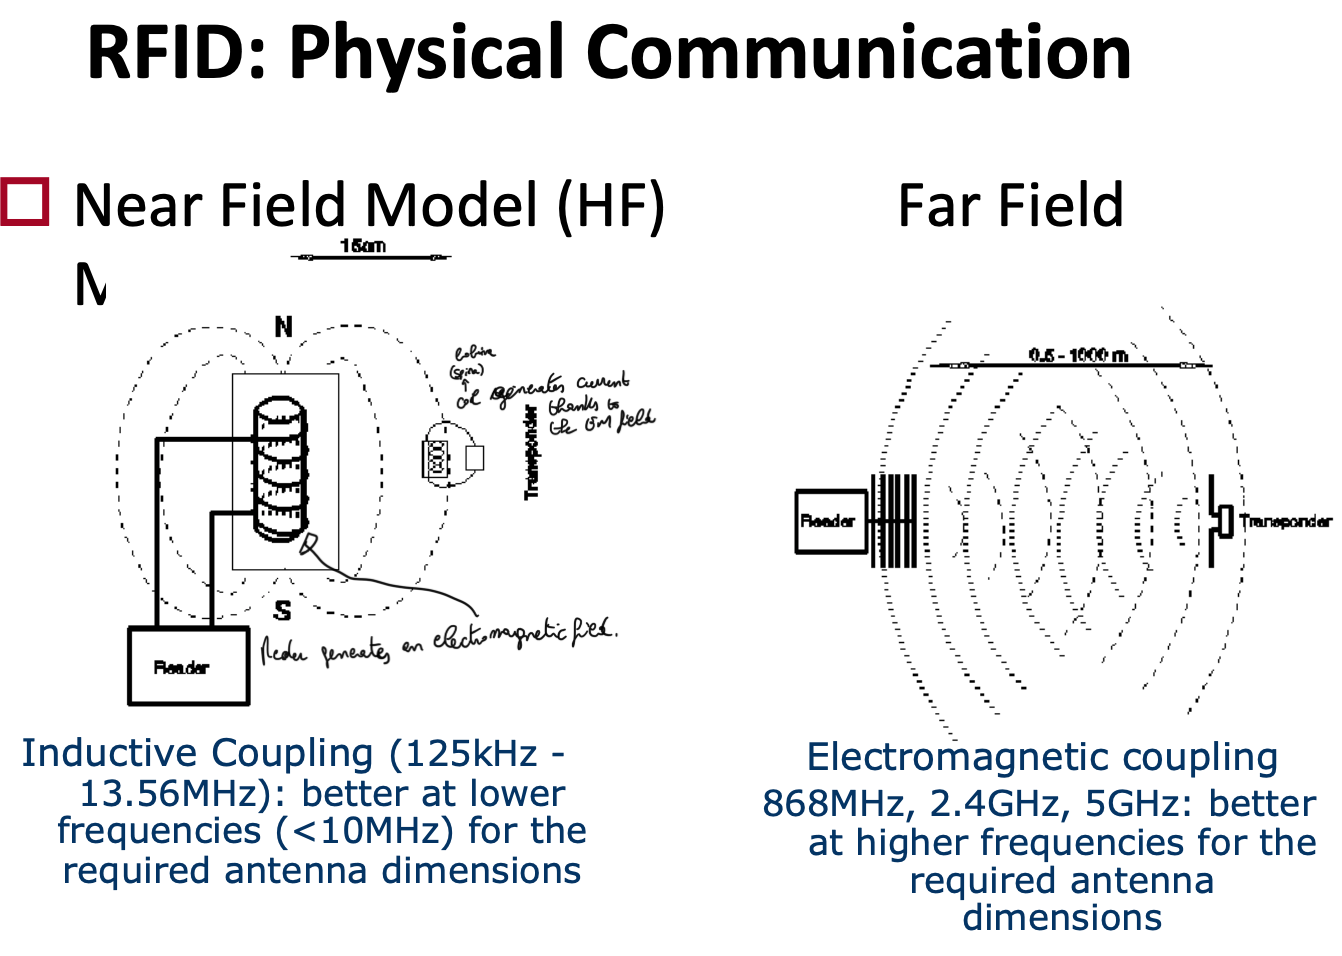 RFID: Physical Communication
Near Field Model (HF)
Far Field
M
15cm
N
bobina
(spira)
coil generates current
thanks to
the EM field
Transponder
S
Reader
Reader generates an electromagnetic field.
0.5 - 1000 m
Reader
Transponder
Inductive Coupling (125kHz -
13.56MHz): better at lower
frequencies (<10MHz) for the
required antenna dimensions
Electromagnetic coupling
868MHz, 2.4GHz, 5GHz: better
at higher frequencies for the
required antenna
dimensions